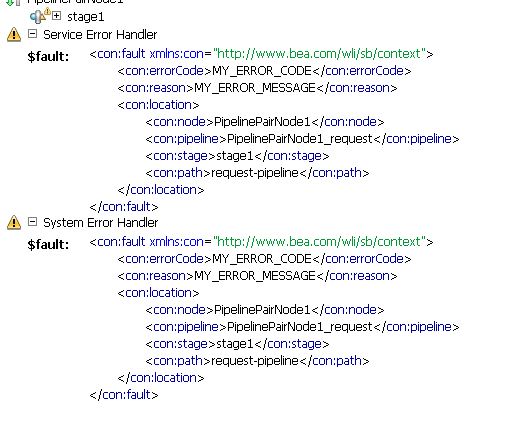 PipelinePairNode1
stage1
Service Error Handler
$fault: <con:fault xmlns:con="http://www.bea.com/wli/sb/context">
<con:errorCode>MY_ERROR_CODE</con:errorCode>
<con:reason>MY_ERROR_MESSAGE</con:reason>
<con:location>
<con:node>PipelinePairNode1</con:node>
<con:pipeline>PipelinePairNode1_request</con:pipeline>
<con:stage>stage1</con:stage>
<con:path>request-pipeline</con:path>
</con:location>
</con:fault>
System Error Handler
$fault: <con:fault xmlns:con="http://www.bea.com/wli/sb/context">
<con:errorCode>MY_ERROR_CODE</con:errorCode>
<con:reason>MY_ERROR_MESSAGE</con:reason>
<con:location>
<con:node>PipelinePairNode1</con:node>
<con:pipeline>PipelinePairNode1_request</con:pipeline>
<con:stage>stage1</con:stage>
<con:path>request-pipeline</con:path>
</con:location>
</con:fault>